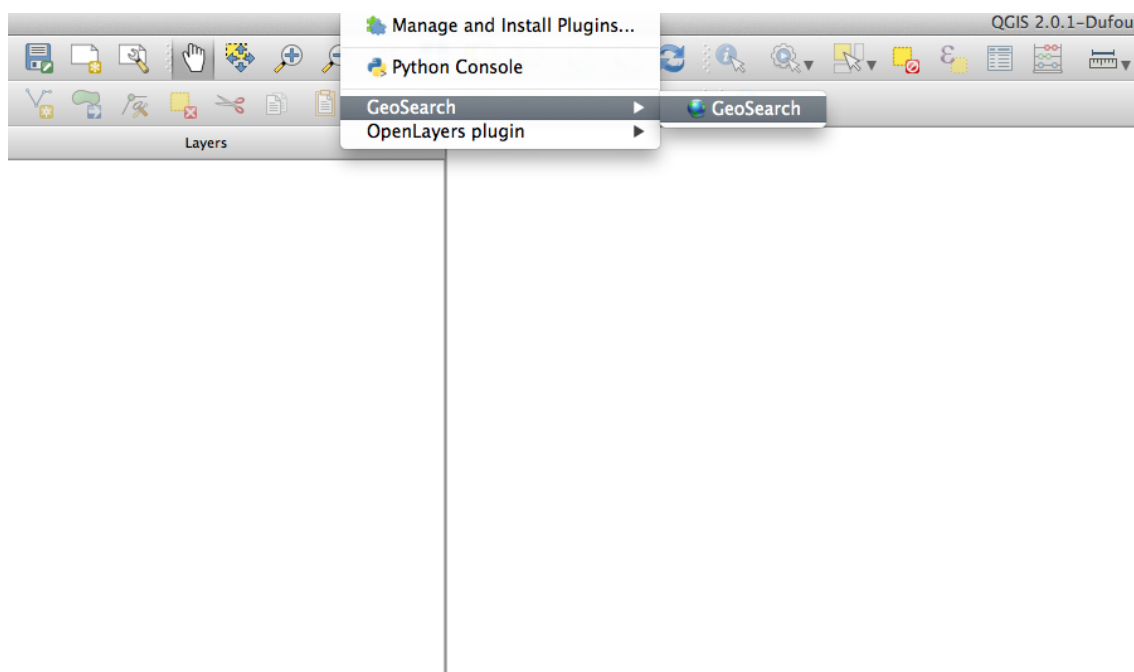 QGIS 2.0.1-Dufou
Manage and Install Plugins...
Python Console
GeoSearch
GeoSearch
OpenLayers plugin
Layers